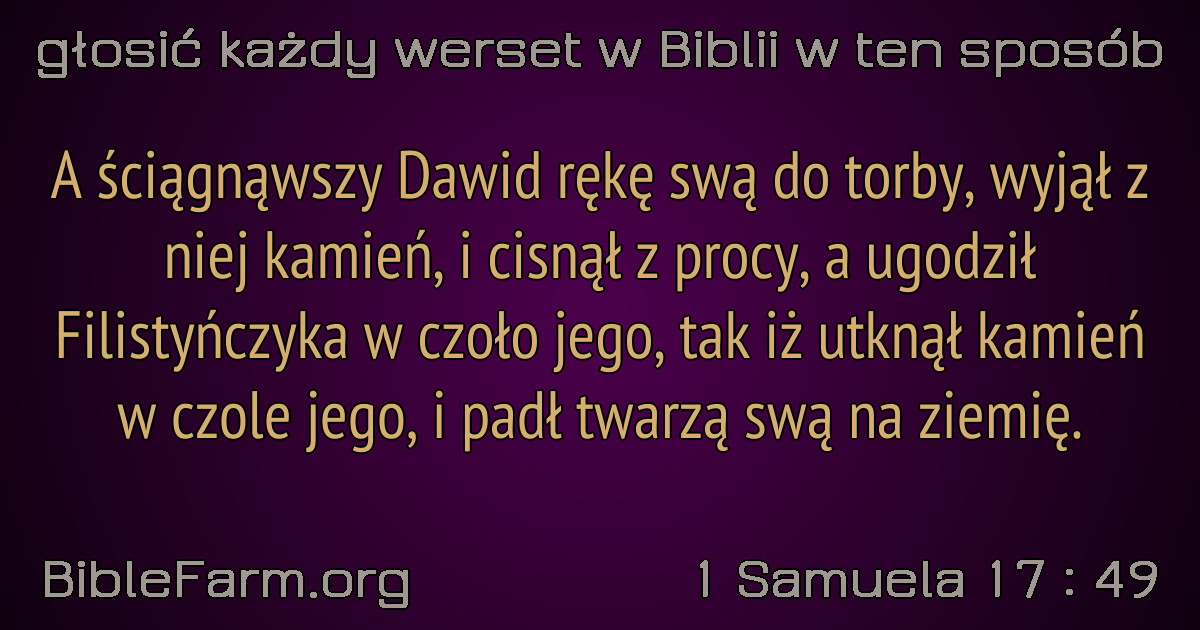 głosić każdy werset w Biblii w ten sposób
A ściągnąwszy Dawid rękę swą do torby, wyjął z
niej kamień, i cisnął z procy, a ugodził
Filistyńczyka w czoło jego, tak iż utknął kamień
w czole jego, i padł twarzą swą na ziemię.
BibleFarm.org
1 Samuela 17 : 49